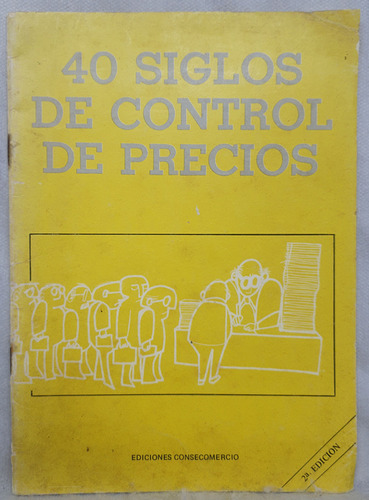 40 SIGLOS
DE CONTROL
DE PRECIOS
EDICIONES CONSECOMERCIO
2a. EDICION